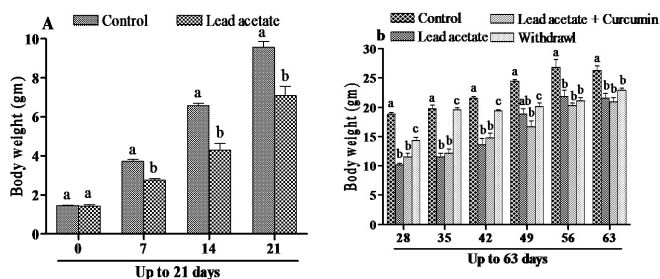 A
Control Lead acetate
Body weight (gm)
10
8
6
4
2
0
a a
a b
a b
a b
0 7 14 21
Up to 21 days
b
Control Lead acetate + Curcumin
Lead acetate Withdrawl
Body weight (gm)
30
25
20
15
10
5
0
a b b c
a b b c
a b b c
a ab b c
a b b b
a b b b
28 35 42 49 56 63
Up to 63 days